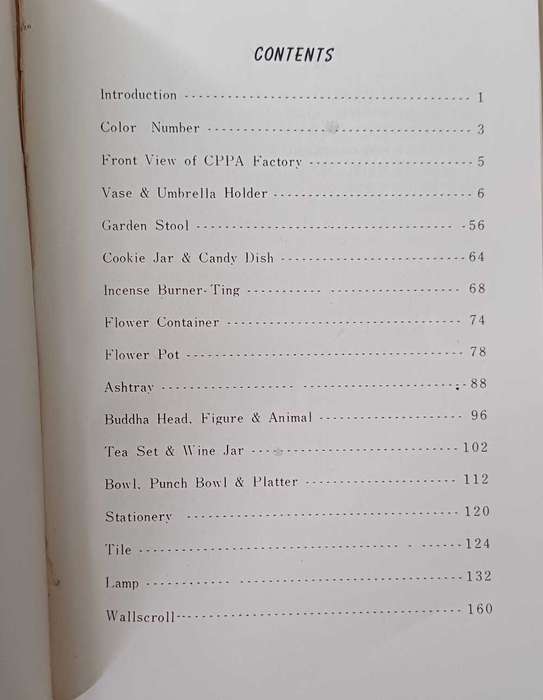 CONTENTS
Introduction 1
Color Number 3
Front View of CPPA Factory 5
Vase & Umbrella Holder 6
Garden Stool 56
Cookie Jar & Candy Dish 64
Incense Burner-Ting 68
Flower Container 74
Flower Pot 78
Ashtray 88
Buddha Head, Figure & Animal 96
Tea Set & Wine Jar 102
Bowl, Punch Bowl & Platter 112
Stationery 120
Tile 124
Lamp 132
Wallscroll 160